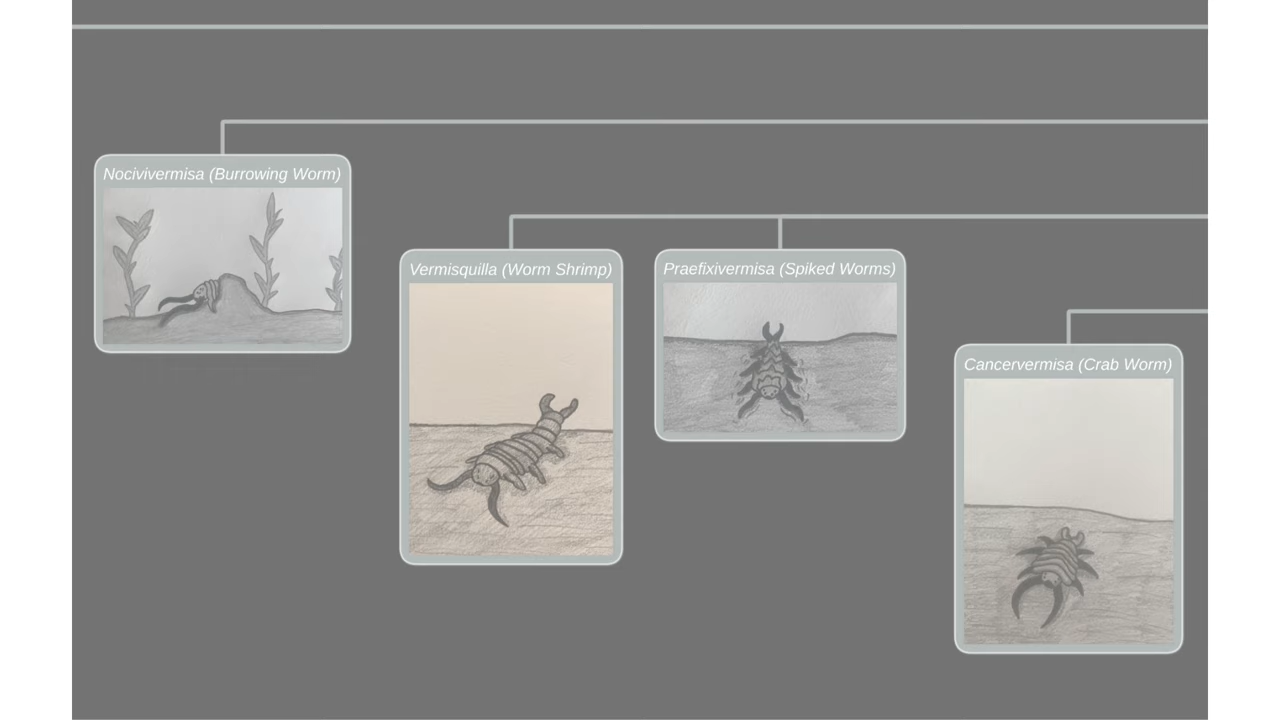 Nocivivermisa (Burrowing Worm)
Vermisquilla (Worm Shrimp)
Praefixivermisa (Spiked Worms)
Cancervermisa (Crab Worm)